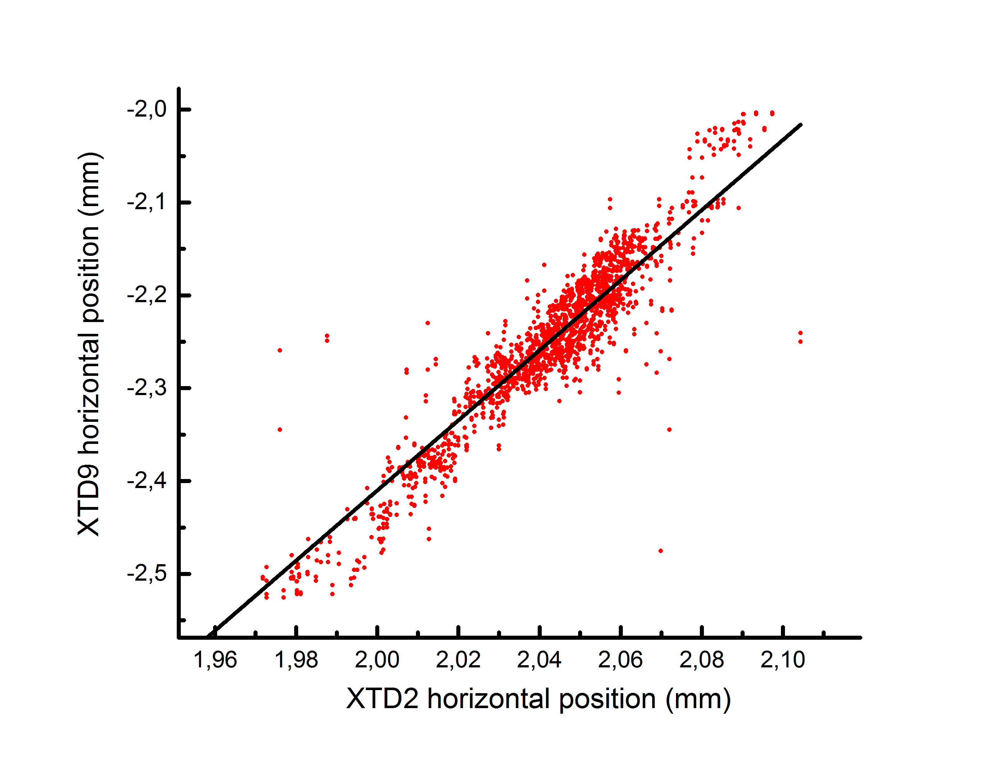 XTD9 horizontal position (mm)
-2,0
-2,1
-2,2
-2,3
-2,4
-2,5
1,96 1,98 2,00 2,02 2,04 2,06 2,08 2,10
XTD2 horizontal position (mm)